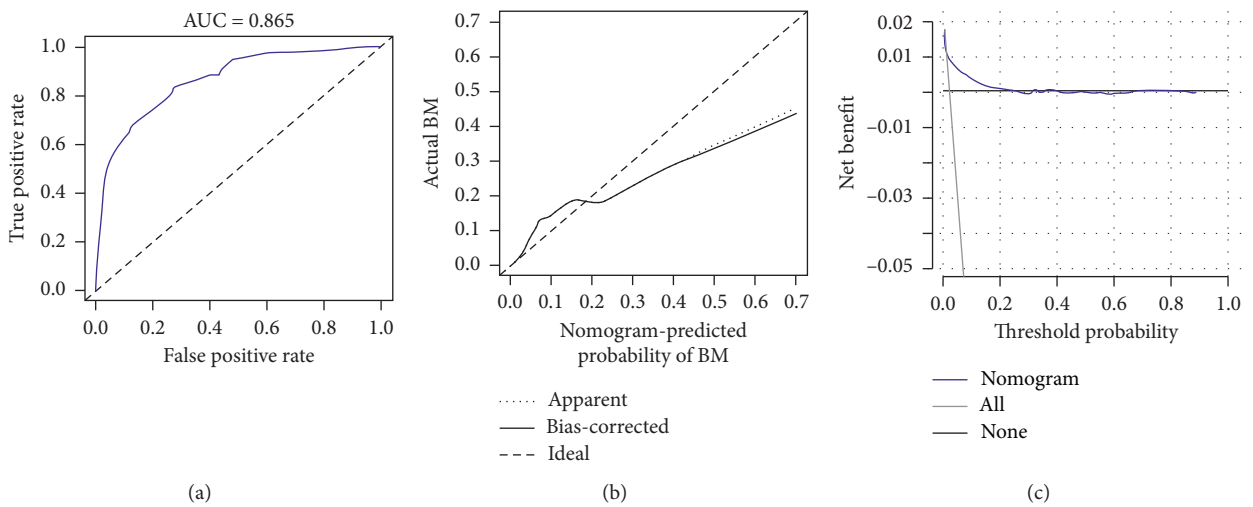 AUC = 0.865
True positive rate
1.0
0.8
0.6
0.4
0.2
0.0
0.0 0.2 0.4 0.6 0.8 1.0
False positive rate
(a)
Actual BM
0.7
0.6
0.5
0.4
0.3
0.2
0.1
0.0
0.0 0.1 0.2 0.3 0.4 0.5 0.6 0.7
Nomogram-predicted
probability of BM
Apparent
Bias-corrected
Ideal
(b)
Net benefit
0.02
0.01
–0.01
–0.03
–0.05
0.0 0.2 0.4 0.6 0.8 1.0
Threshold probability
Nomogram
All
None
(c)